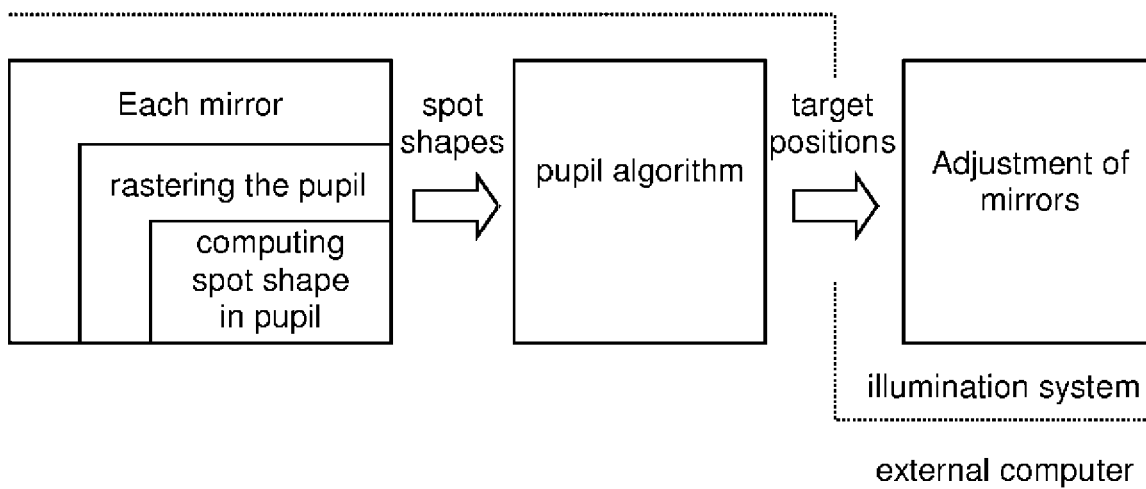 Each mirror
rastering the pupil
computing
spot shape
in pupil
spot
shapes
pupil algorithm
target
positions
Adjustment of
mirrors
illumination system
external computer